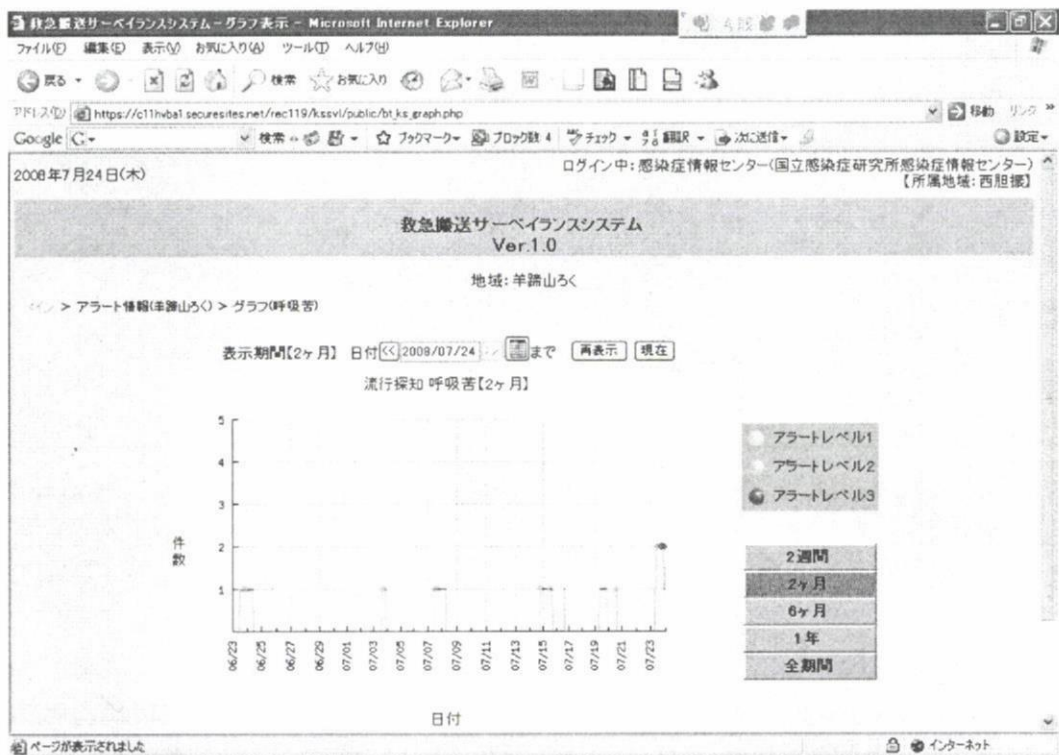 救急搬送サーベイランスシステム - グラフ表示 - Microsoft Internet Explorer
ファイル(F) 編集(E) 表示(V) お気に入り(A) ツール(T) ヘルプ(H)
戻る 検索 お気に入り
アドレス(D) https://c11hvba1.securesites.net/rec119/kssvl/public/bt_ks_graph.php 移動 リンク »
Google 検索 ブックマーク ブロック数: 4 チェック 翻訳 次に送信 設定
2008年7月24日(木)
ログイン中: 感染症情報センター(国立感染症研究所感染症情報センター)
【所属地域: 西胆振】
救急搬送サーベイランスシステム
Ver.1.0
地域: 羊蹄山ろく
> アラート情報(羊蹄山ろく) > グラフ(呼吸苦)
表示期間【2ヶ月】 日付 << 2008/07/24 まで 再表示 現在
流行探知 呼吸苦【2ヶ月】
5
4
3
2
1
件数
06/23 06/25 06/27 06/29 07/01 07/03 07/05 07/07 07/09 07/11 07/13 07/15 07/17 07/19 07/21 07/23
日付
アラートレベル1
アラートレベル2
アラートレベル3
2週間
2ヶ月
6ヶ月
1年
全期間
ページが表示されました
インターネット